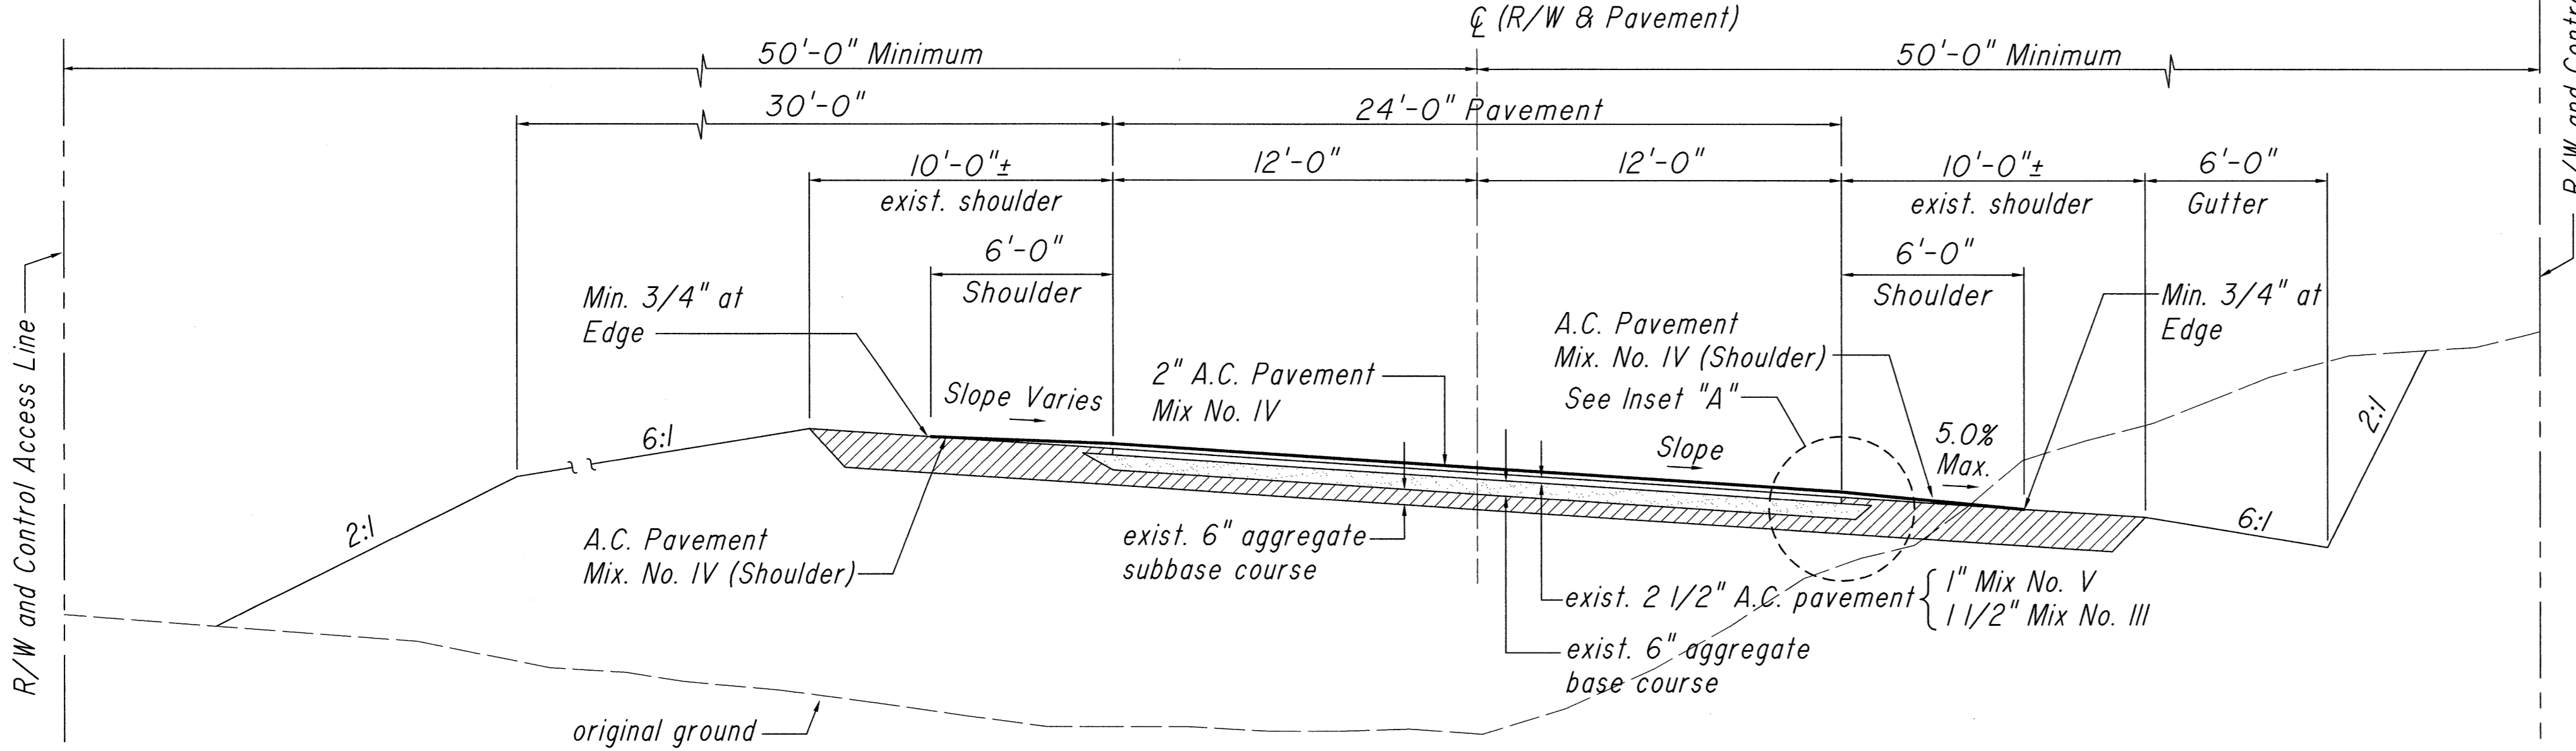 ℄ (R/W & Pavement)
50'-0" Minimum
50'-0" Minimum
30'-0"
24'-0" Pavement
10'-0"±
exist. shoulder
12'-0"
12'-0"
10'-0"±
exist. shoulder
6'-0"
Gutter
6'-0"
Shoulder
6'-0"
Shoulder
Min. 3/4" at
Edge
Min. 3/4" at
Edge
A.C. Pavement
Mix. No. IV (Shoulder)
See Inset "A"
2" A.C. Pavement
Mix No. IV
Slope Varies
Slope
5.0%
Max.
6:1
2:1
6:1
2:1
A.C. Pavement
Mix. No. IV (Shoulder)
exist. 6" aggregate
subbase course
exist. 2 1/2" A.C. pavement
1" Mix No. V
1 1/2" Mix No. III
exist. 6" aggregate
base course
original ground
R/W and Control Access Line
R/W and Contr